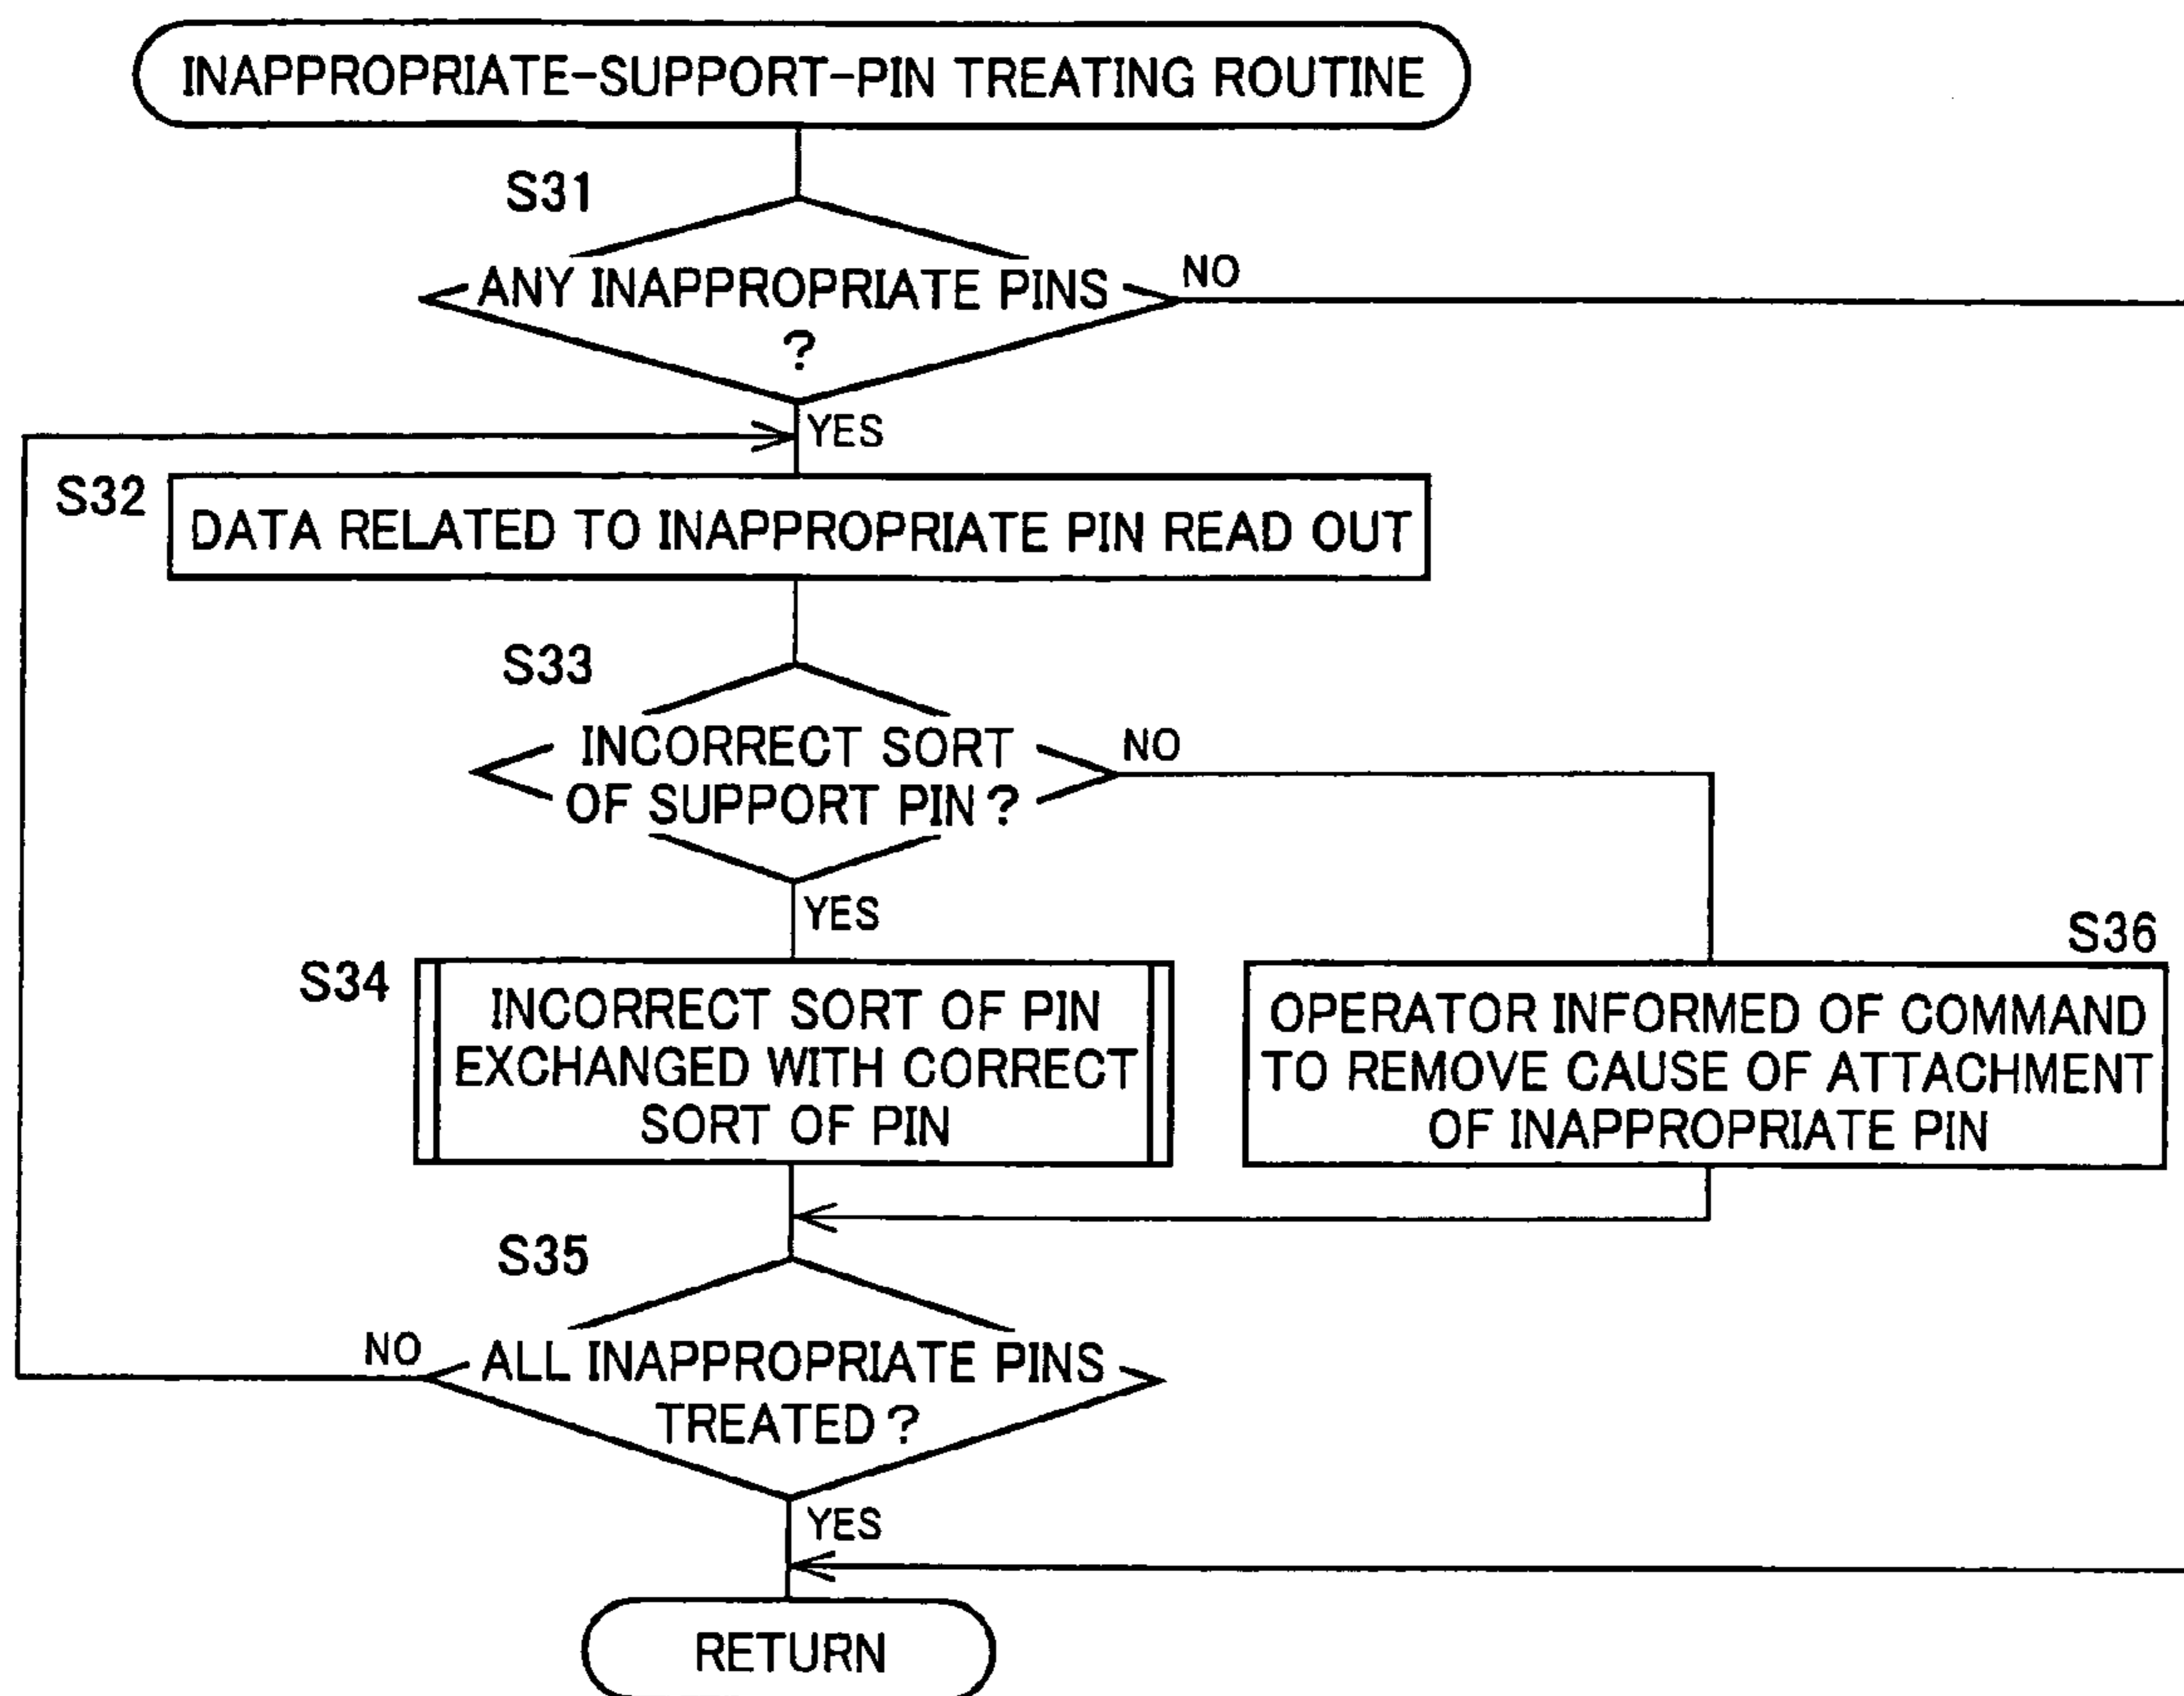 INAPPROPRIATE-SUPPORT-PIN TREATING ROUTINE
S31
ANY INAPPROPRIATE PINS
?
NO
YES
S32
DATA RELATED TO INAPPROPRIATE PIN READ OUT
S33
INCORRECT SORT
OF SUPPORT PIN?
NO
YES
S34
INCORRECT SORT OF PIN
EXCHANGED WITH CORRECT
SORT OF PIN
S36
OPERATOR INFORMED OF COMMAND
TO REMOVE CAUSE OF ATTACHMENT
OF INAPPROPRIATE PIN
S35
NO
ALL INAPPROPRIATE PINS
TREATED?
YES
RETURN